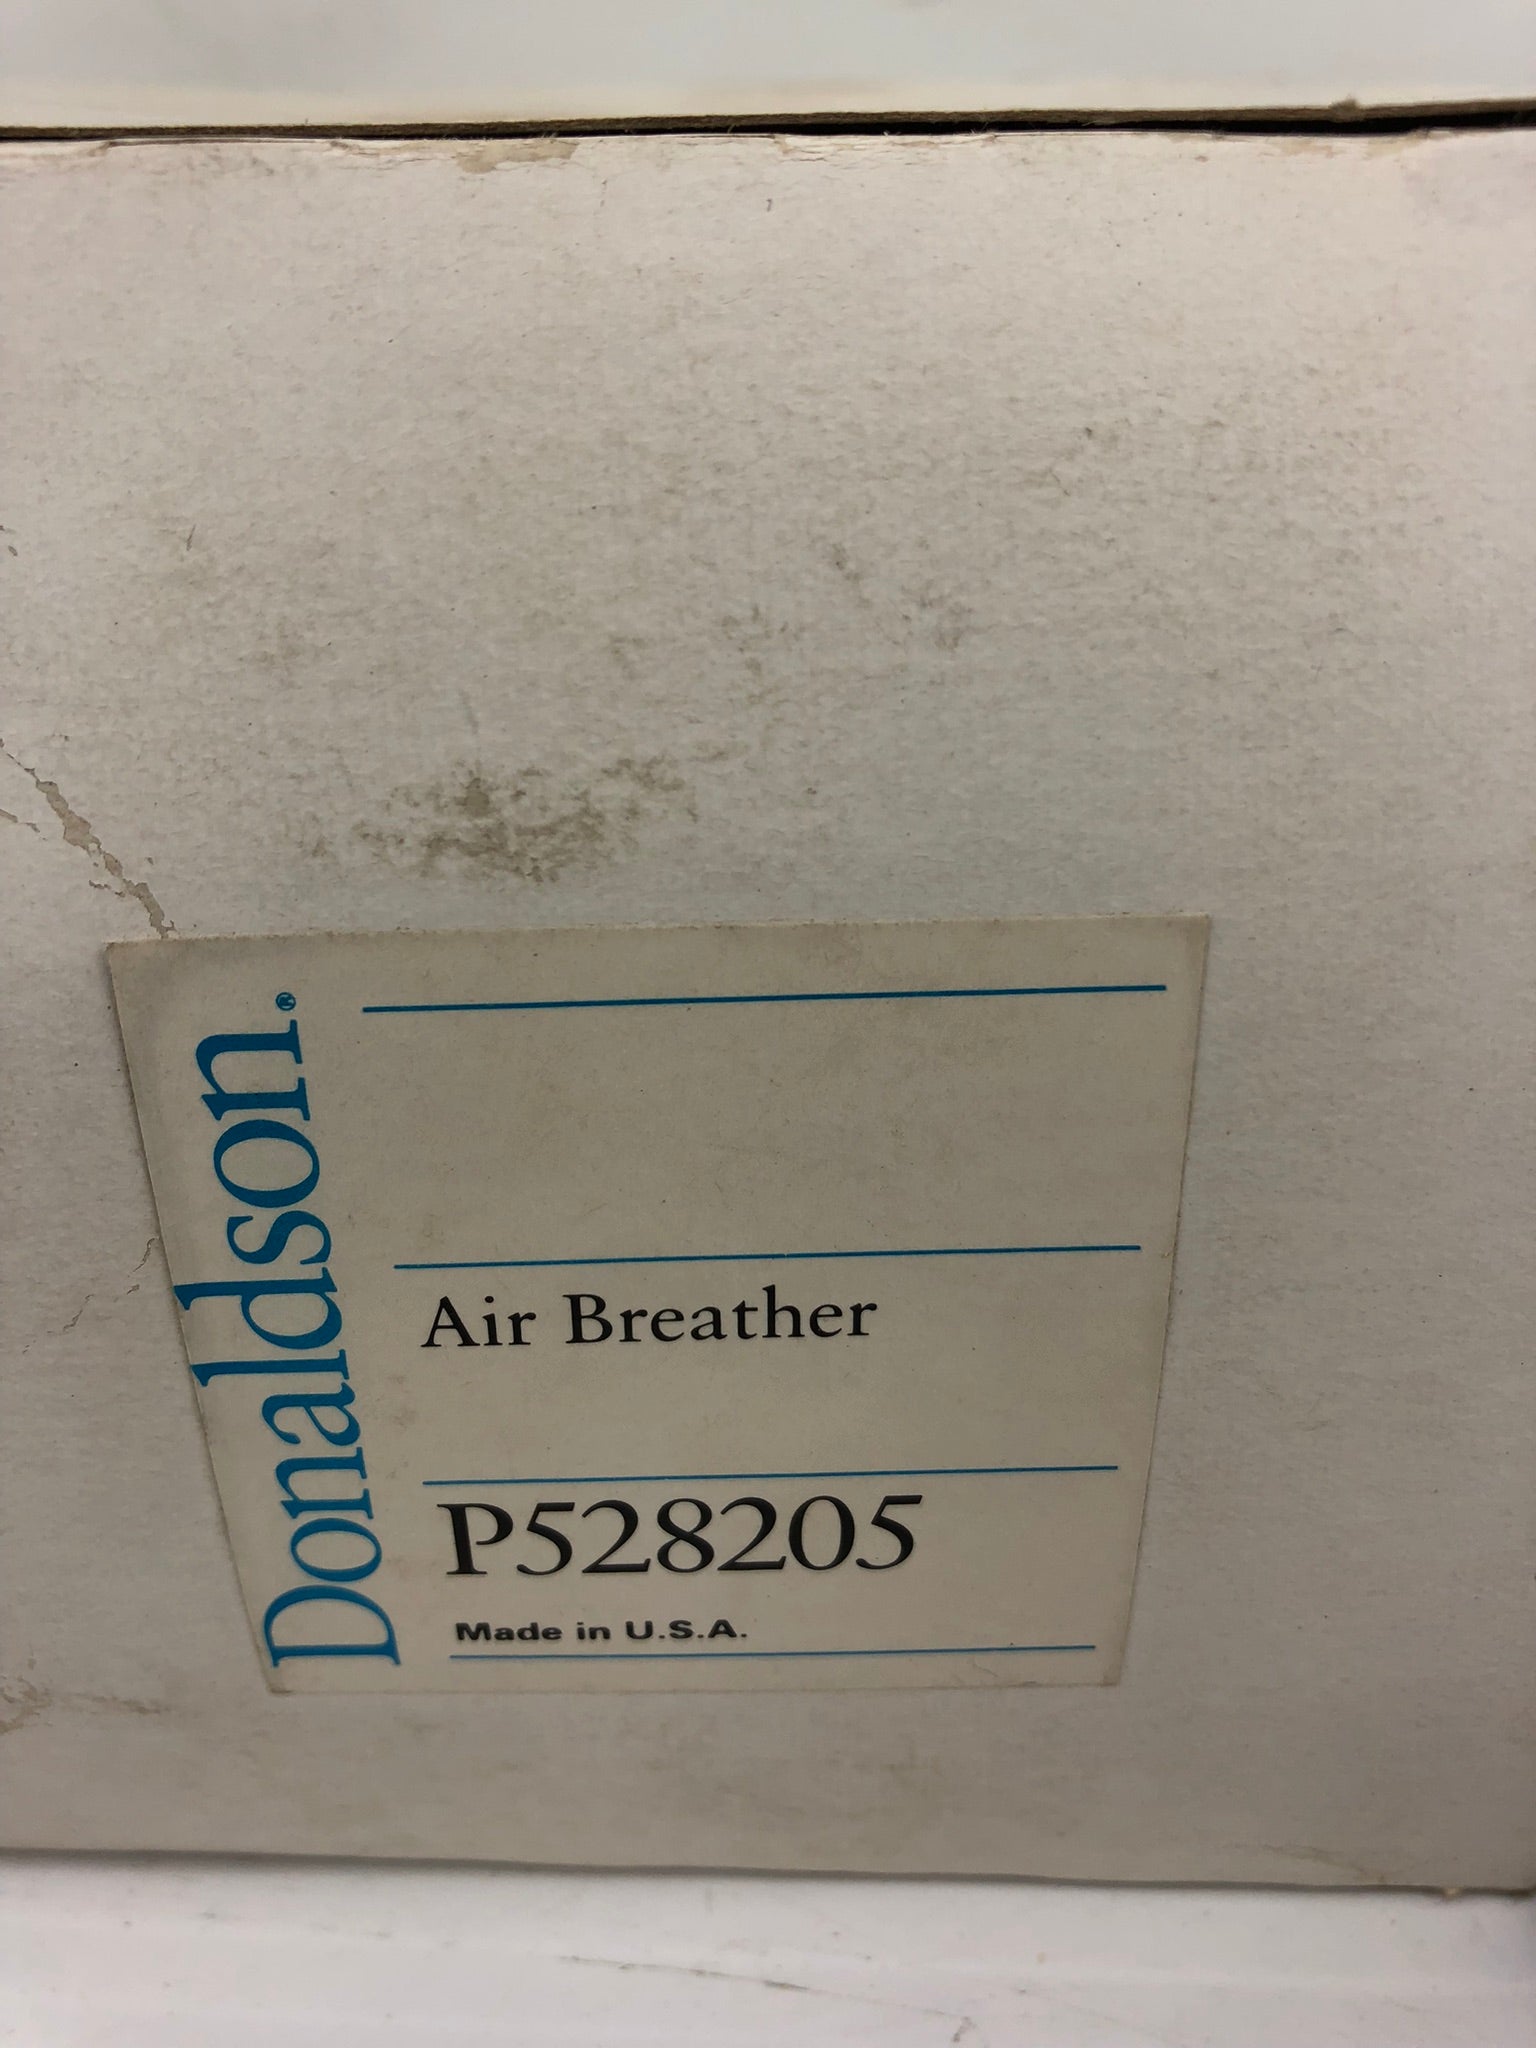 Donaldson.®
Air Breather
P528205
Made in U.S.A.